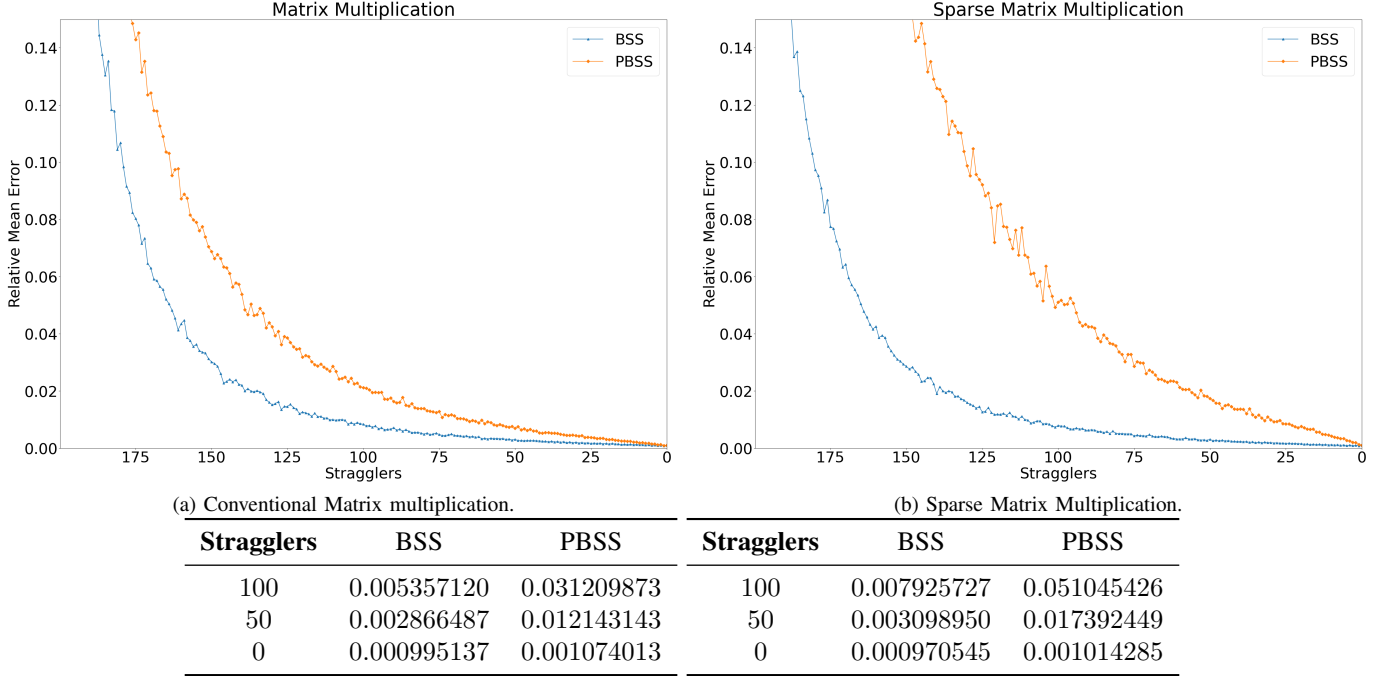 Matrix Multiplication
0.14
0.12
0.10
0.08
0.06
0.04
0.02
0.00
Relative Mean Error
BSS
PBSS
175 150 125 100 75 50 25 0
Stragglers
(a) Conventional Matrix multiplication.
Sparse Matrix Multiplication
0.14
0.12
0.10
0.08
0.06
0.04
0.02
0.00
Relative Mean Error
BSS
PBSS
175 150 125 100 75 50 25 0
Stragglers
(b) Sparse Matrix Multiplication.
Stragglers BSS PBSS
100 0.005357120 0.031209873
50 0.002866487 0.012143143
0 0.000995137 0.001074013
Stragglers BSS PBSS
100 0.007925727 0.051045426
50 0.003098950 0.017392449
0 0.000970545 0.001014285